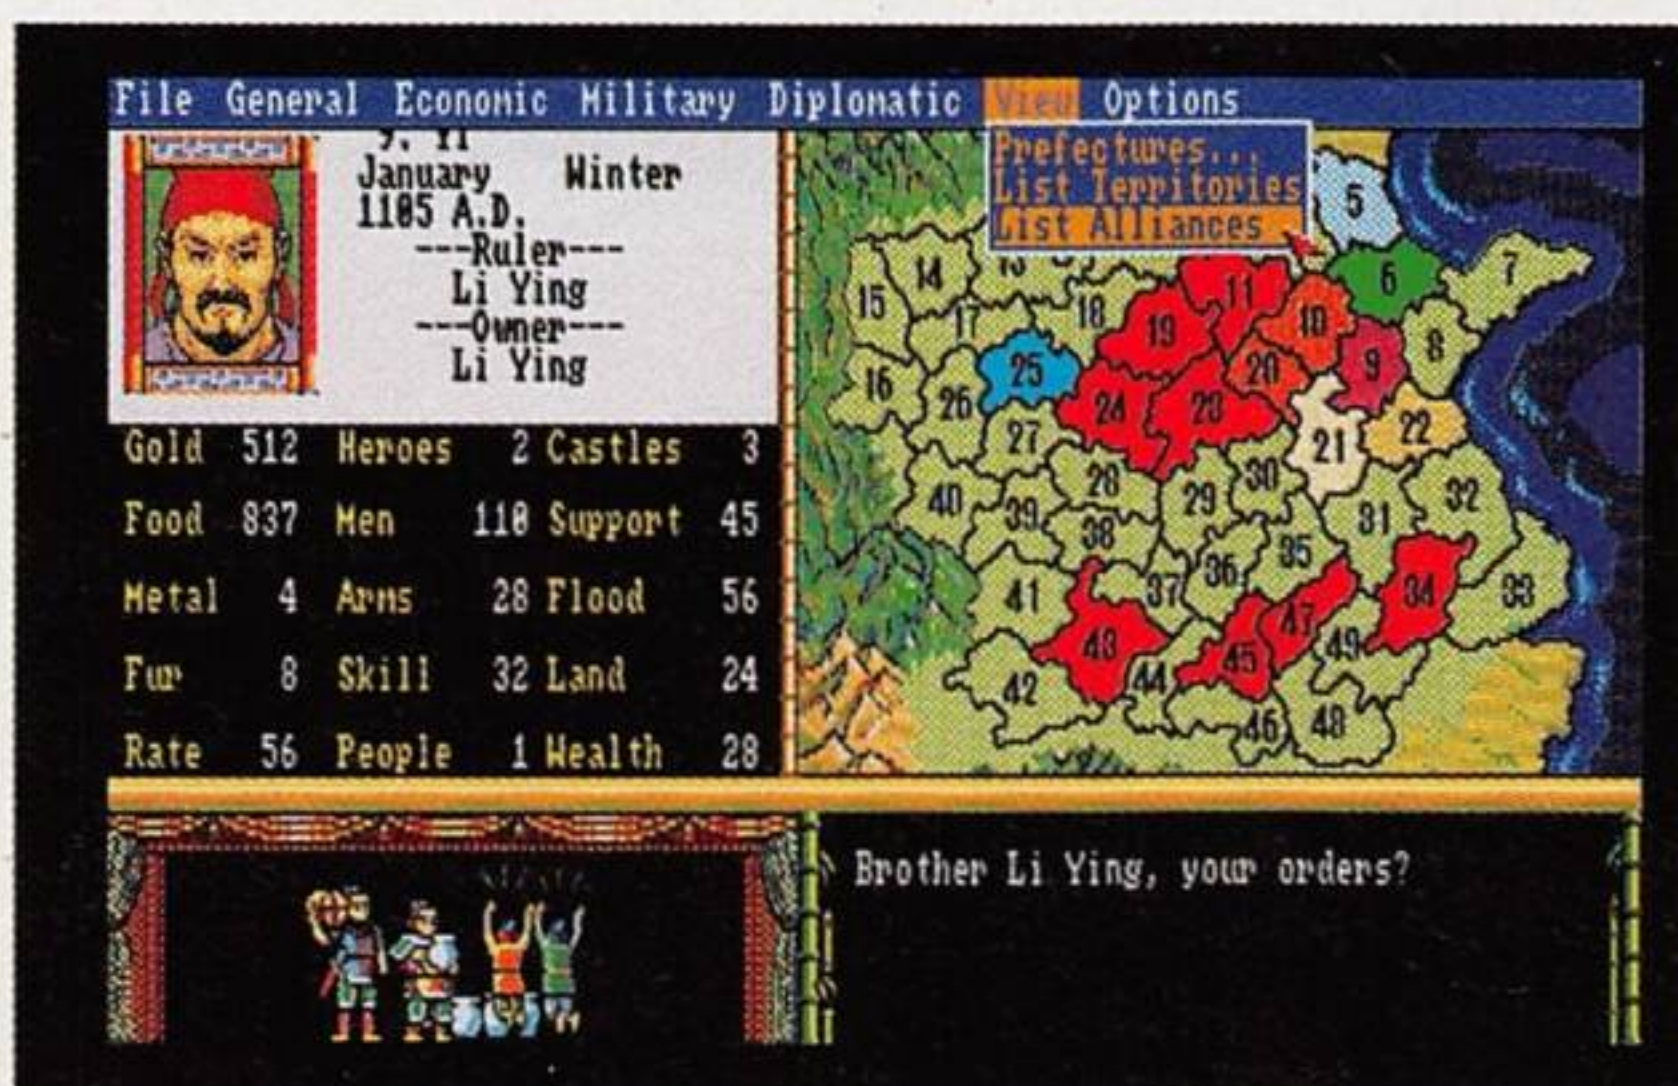 File General Economic Military Diplomatic View Options
Prefectures...
List Territories
List Alliances
9. Yi
January Winter
1105 A.D.
---Ruler---
Li Ying
---Owner---
Li Ying
Gold 512 Heroes 2 Castles 3
Food 837 Men 110 Support 45
Metal 4 Arms 28 Flood 56
Fur 8 Skill 32 Land 24
Rate 56 People 1 Wealth 28
5
6
7
14
15
11
18
17
19
10
8
25
20
9
16
26
24
23
22
27
21
28
30
40
39
29
32
31
38
35
36
41
37
34
33
47
43
49
45
44
42
46
48
Brother Li Ying, your orders?